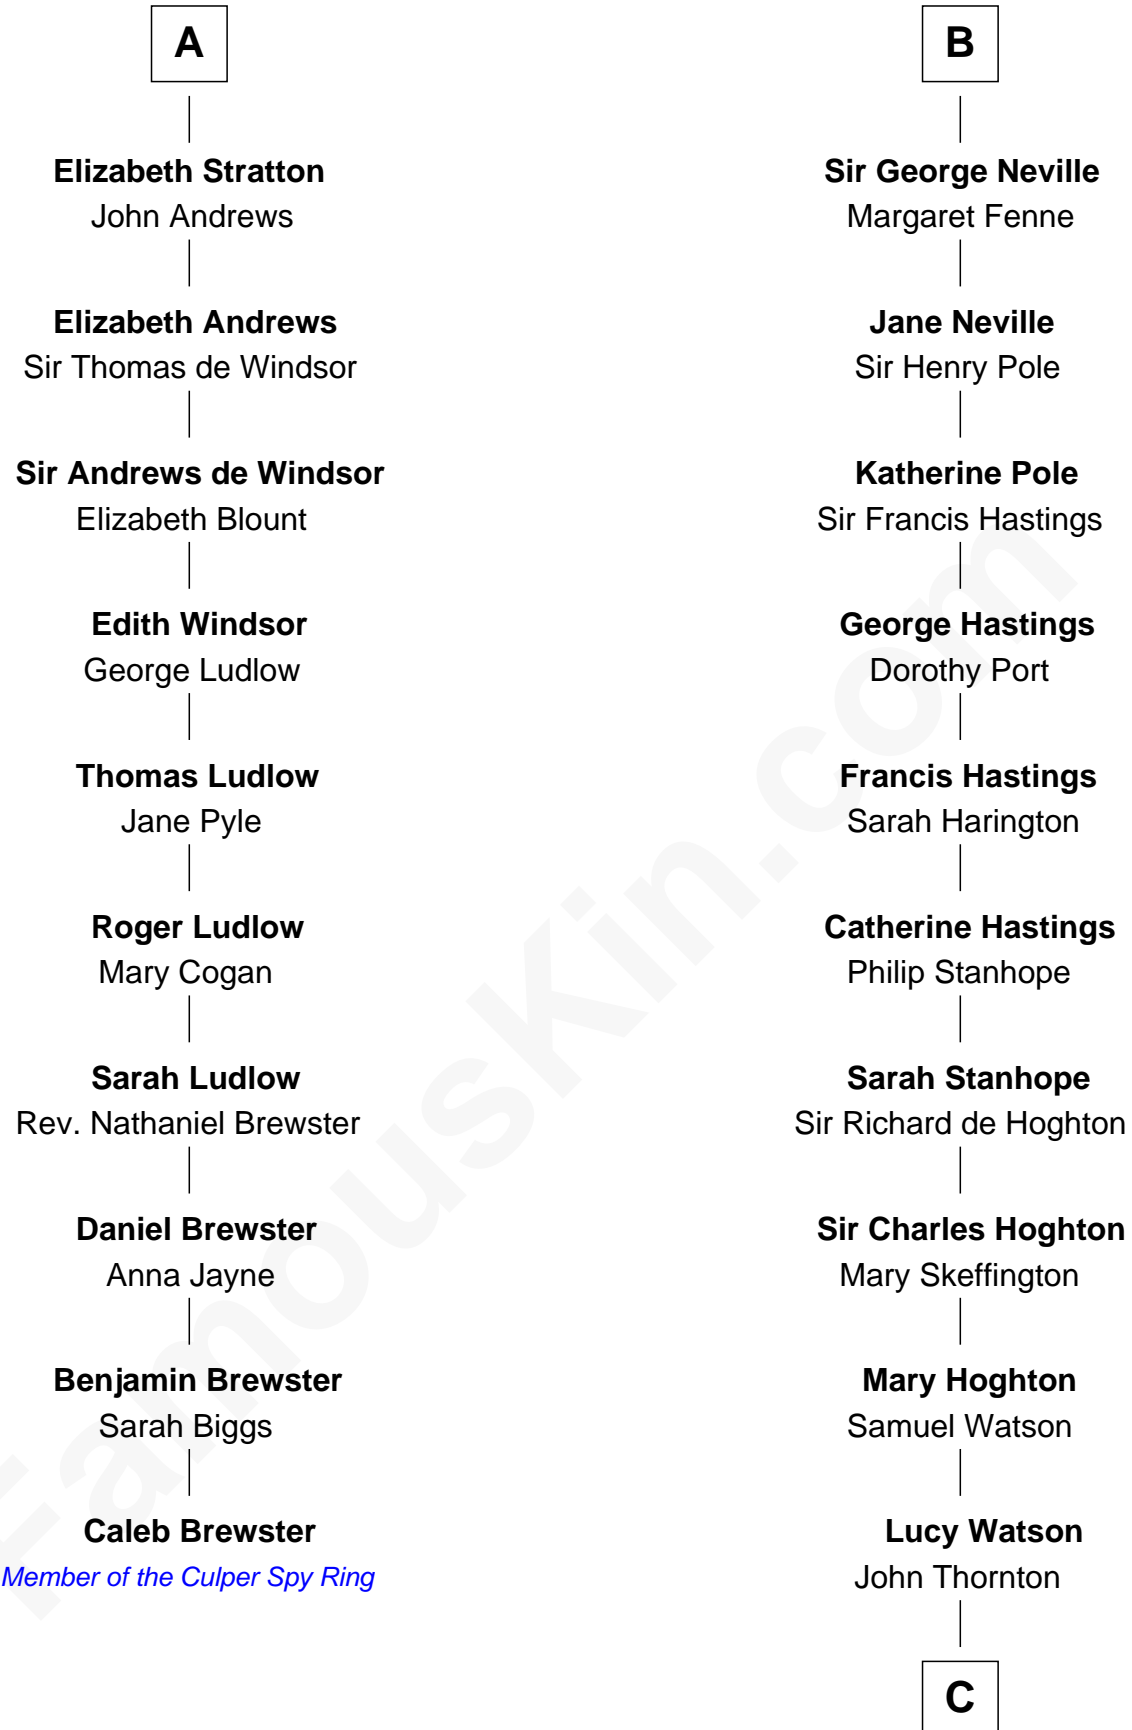 A
Elizabeth Stratton
John Andrews
Elizabeth Andrews
Sir Thomas de Windsor
Sir Andrews de Windsor
Elizabeth Blount
Edith Windsor
George Ludlow
Thomas Ludlow
Jane Pyle
Roger Ludlow
Mary Cogan
Sarah Ludlow
Rev. Nathaniel Brewster
Daniel Brewster
Anna Jayne
Benjamin Brewster
Sarah Biggs
Caleb Brewster
Member of the Culper Spy Ring
B
Sir George Neville
Margaret Fenne
Jane Neville
Sir Henry Pole
Katherine Pole
Sir Francis Hastings
George Hastings
Dorothy Port
Francis Hastings
Sarah Harington
Catherine Hastings
Philip Stanhope
Sarah Stanhope
Sir Richard de Hoghton
Sir Charles Hoghton
Mary Skeffington
Mary Hoghton
Samuel Watson
Lucy Watson
John Thornton
C
FamousKin.com